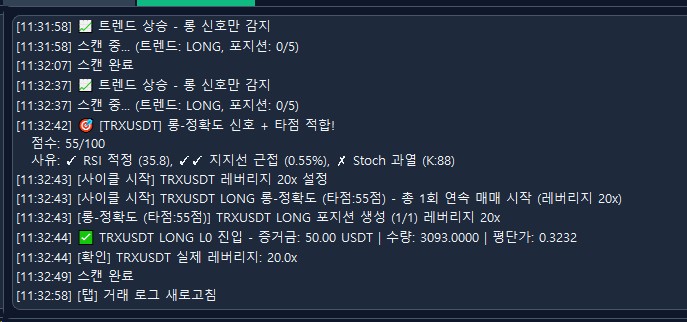 [11:31:58] 📈 트렌드 상승 - 롱 신호만 감지
[11:31:58] 스캔 중... (트렌드: LONG, 포지션: 0/5)
[11:32:07] 스캔 완료
[11:32:37] 📈 트렌드 상승 - 롱 신호만 감지
[11:32:37] 스캔 중... (트렌드: LONG, 포지션: 0/5)
[11:32:42] 🎯 [TRXUSDT] 롱-정확도 신호 + 타점 적합!
점수: 55/100
사유: ✓ RSI 적정 (35.8), ✓✓ 지지선 근접 (0.55%), ✗ Stoch 과열 (K:88)
[11:32:43] [사이클 시작] TRXUSDT 레버리지 20x 설정
[11:32:43] [사이클 시작] TRXUSDT LONG 롱-정확도 (타점:55점) - 총 1회 연속 매매 시작 (레버리지 20x)
[11:32:43] [롱-정확도 (타점:55점)] TRXUSDT LONG 포지션 생성 (1/1) 레버리지 20x
[11:32:44] ✅ TRXUSDT LONG L0 진입 - 증거금: 50.00 USDT | 수량: 3093.0000 | 평단가: 0.3232
[11:32:44] [확인] TRXUSDT 실제 레버리지: 20.0x
[11:32:49] 스캔 완료
[11:32:58] [탭] 거래 로그 새로고침